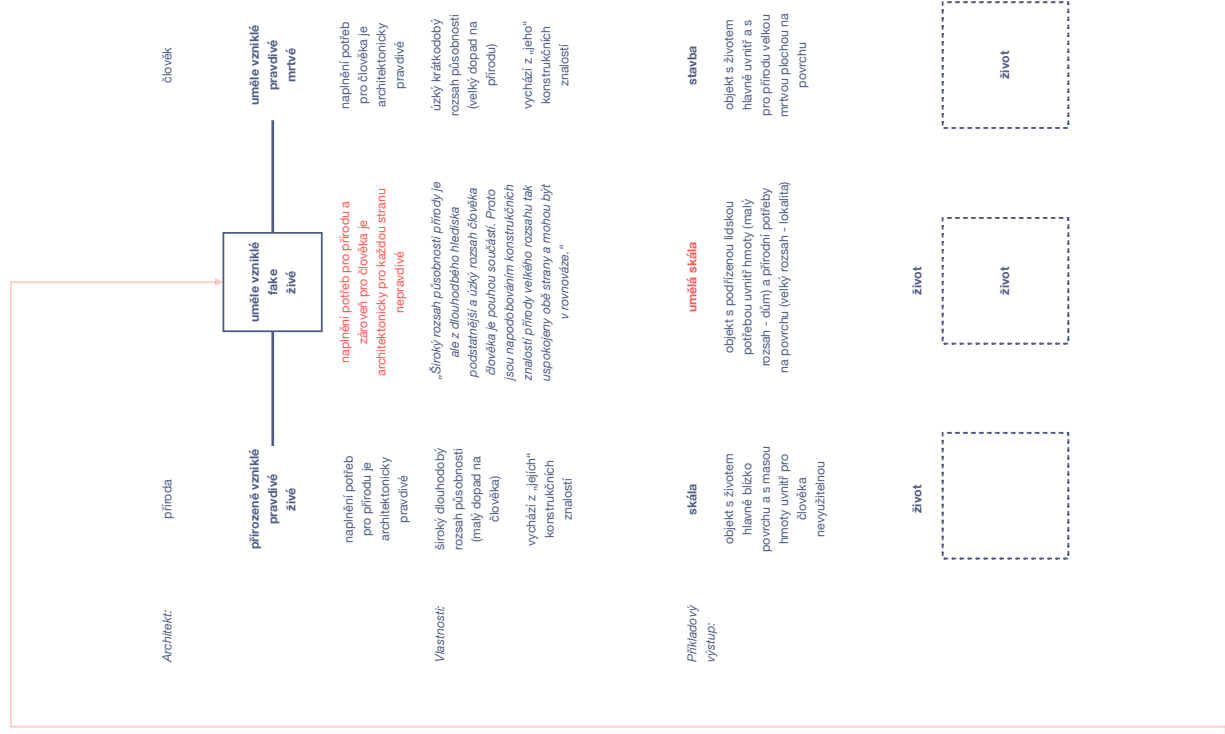 Architekt:
příroda
člověk
přirozeně vzniklé
pravdivé
živé
uměle vzniklé
fake
živé
uměle vzniklé
pravdivé
mrtvé
naplnění potřeb
pro přírodu je
architektonicky
pravdivé
naplnění potřeb pro přírodu a
zároveň pro člověka je
architektonicky pro každou stranu
nepravdivé
naplnění potřeb
pro člověka je
architektonicky
pravdivé
Vlastnosti:
široký dlouhodobý
rozsah působnosti
(malý dopad na
člověka)
vychází z „jejích“
konstrukčních
znalostí
„Široký rozsah působnosti přírody je
ale z dlouhodbého hlediska
podstatnější a úzký rozsah člověka
člověka je pouhou součástí. Proto
jsou napodobováním konstrukčních
znalostí přírody velkého rozsahu tak
uspokojeny obě strany a mohou být
v rovnováze.“
úzký krátkodobý
rozsah působnosti
(velký dopad na
přírodu)
vychází z „jeho“
konstrukčních
znalostí
Příkladový
výstup:
skála
objekt s životem
hlavně blízko
povrchu a s masou
hmoty uvnitř pro
člověka
nevyužitelnou
umělá skála
objekt s podřízenou lidskou
potřebou uvnitř hmoty (malý
rozsah - dům) a přírodní potřeby
na povrchu (velký rozsah - lokalita)
stavba
objekt s životem
hlavně uvnitř a s
pro přírodu velkou
mrtvou plochou na
povrchu
život
život
život
život